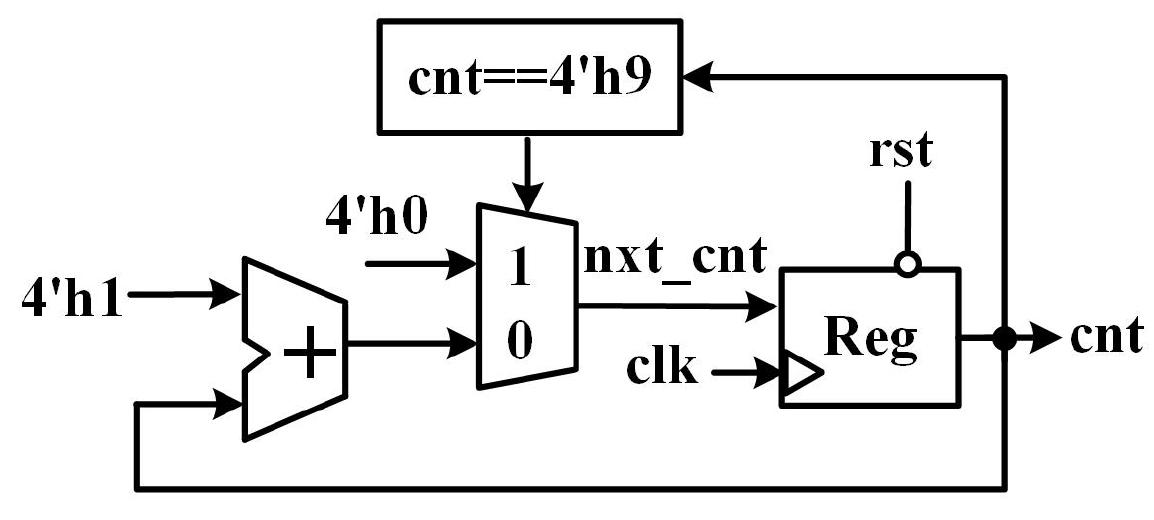 cnt==4'h9
rst
4'h0
4'h1
1
nxt_cnt
0
+
clk
Reg
cnt